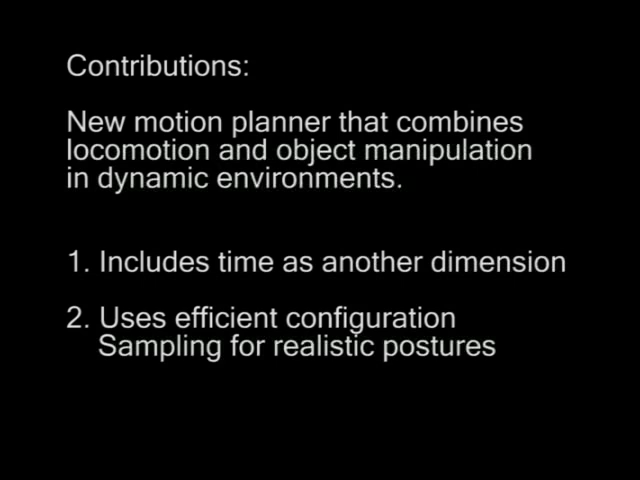 Contributions:
New motion planner that combines
locomotion and object manipulation
in dynamic environments.
1. Includes time as another dimension
2. Uses efficient configuration
Sampling for realistic postures